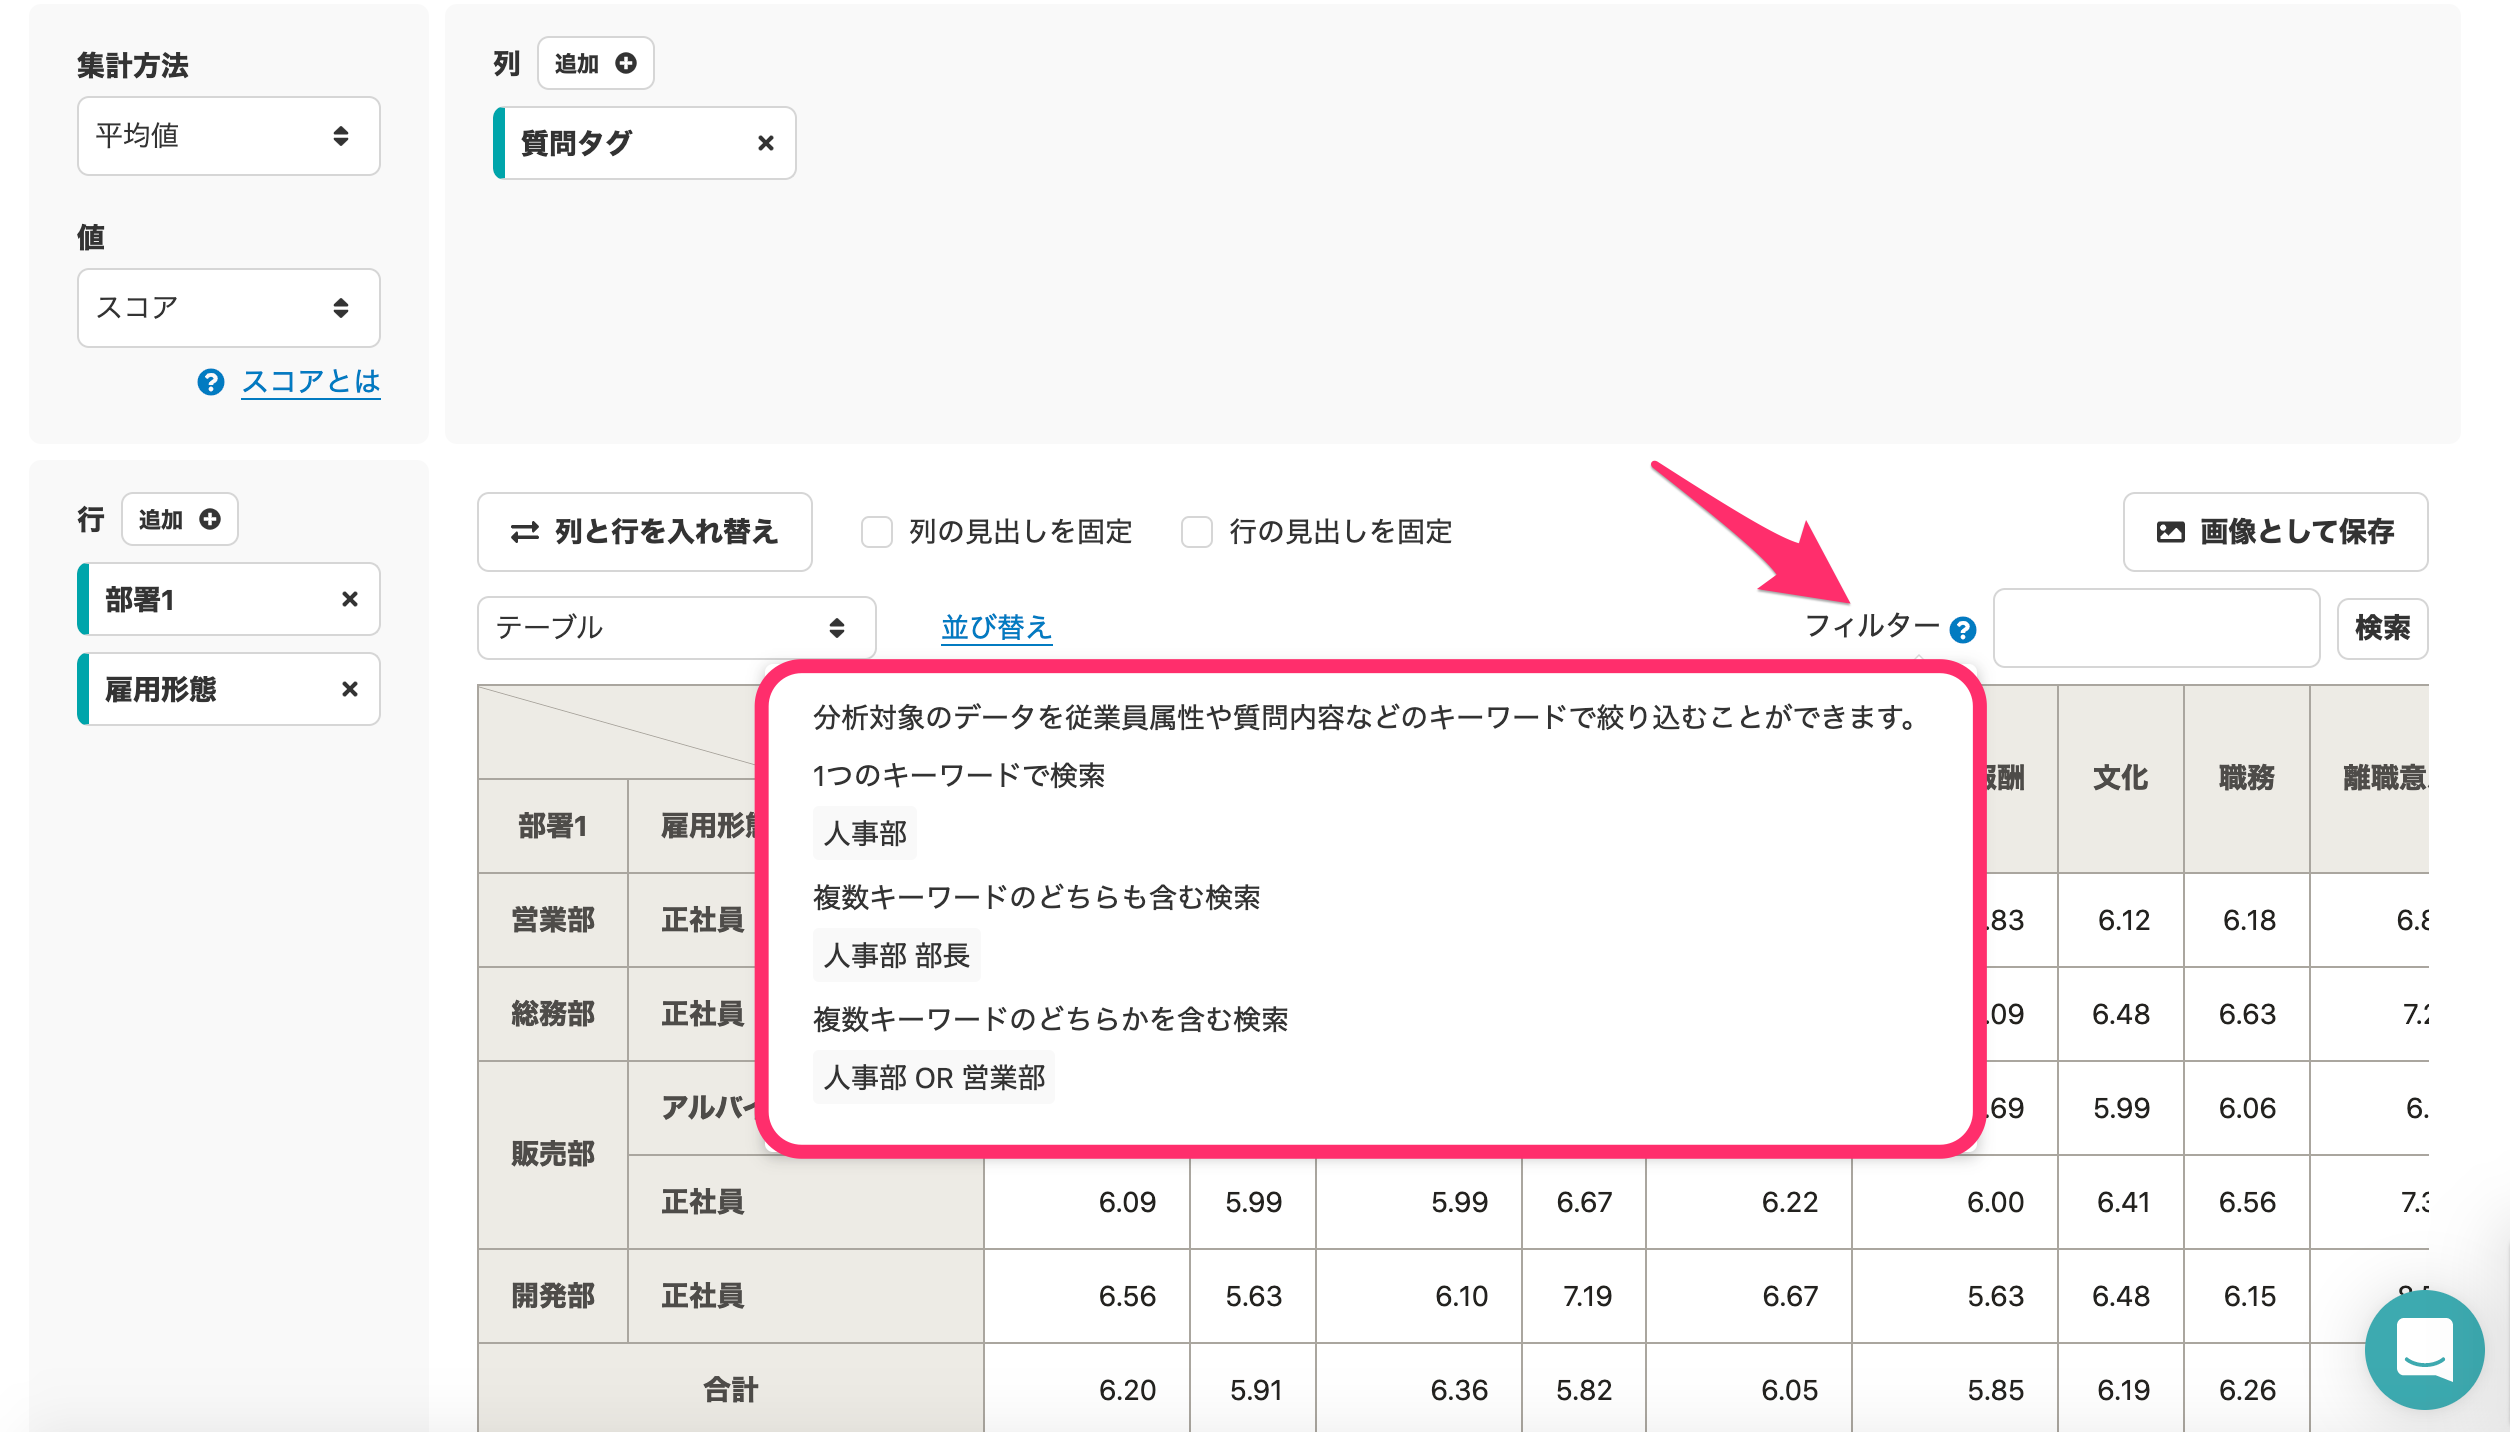 集計方法
平均値
値
スコア
スコアとは
列 追加
質問タグ
行 追加
部署1
雇用形態
列と行を入れ替え 列の見出しを固定 行の見出しを固定 画像として保存
テーブル 並び替え フィルター 検索
分析対象のデータを従業員属性や質問内容などのキーワードで絞り込むことができます。
1つのキーワードで検索
人事部
複数キーワードのどちらも含む検索
人事部 部長
複数キーワードのどちらかを含む検索
人事部 OR 営業部
部署1 雇用形 酬 文化 職務 離職意
営業部 正社員 .83 6.12 6.18 6.8
総務部 正社員 .09 6.48 6.63 7.2
販売部 アルバイ .69 5.99 6.06 6.
正社員 6.09 5.99 5.99 6.67 6.22 6.00 6.41 6.56 7.3
開発部 正社員 6.56 5.63 6.10 7.19 6.67 5.63 6.48 6.15
合計 6.20 5.91 6.36 5.82 6.05 5.85 6.19 6.26